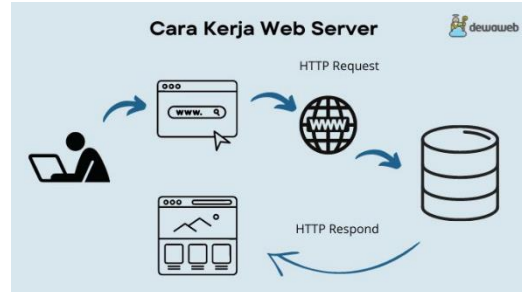 Cara Kerja Web Server
dewaweb
HTTP Request
www.
WWW
HTTP Respond